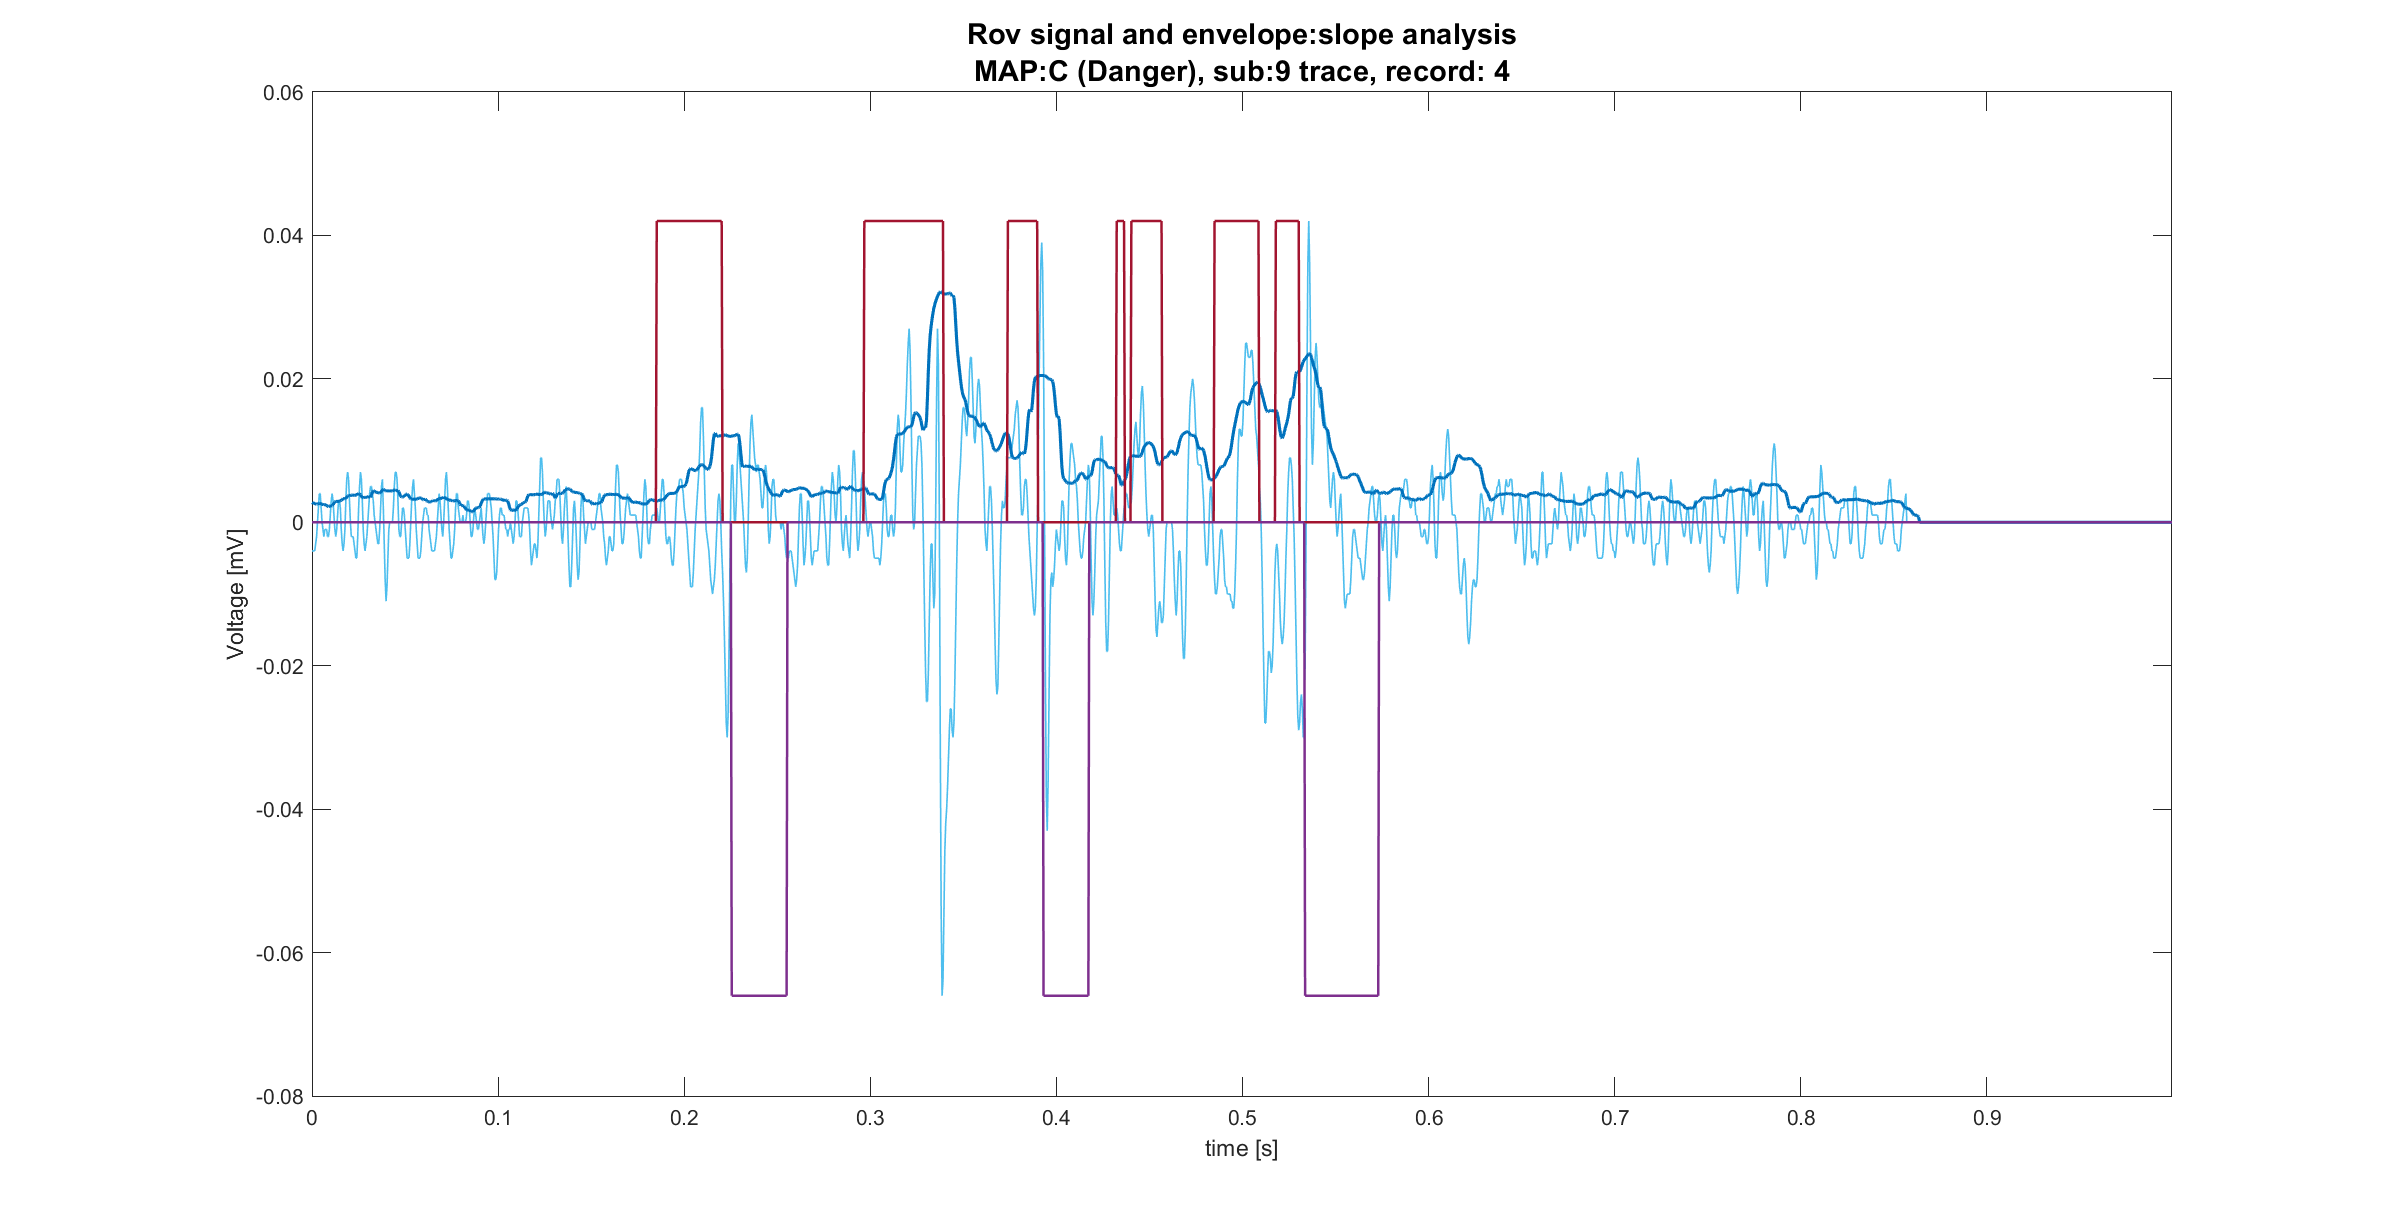 Rov signal and envelope:slope analysis
MAP:C (Danger), sub:9 trace, record: 4
0.06
0.04
0.02
0
-0.02
-0.04
-0.06
-0.08
Voltage [mV]
0 0.1 0.2 0.3 0.4 0.5 0.6 0.7 0.8 0.9
time [s]